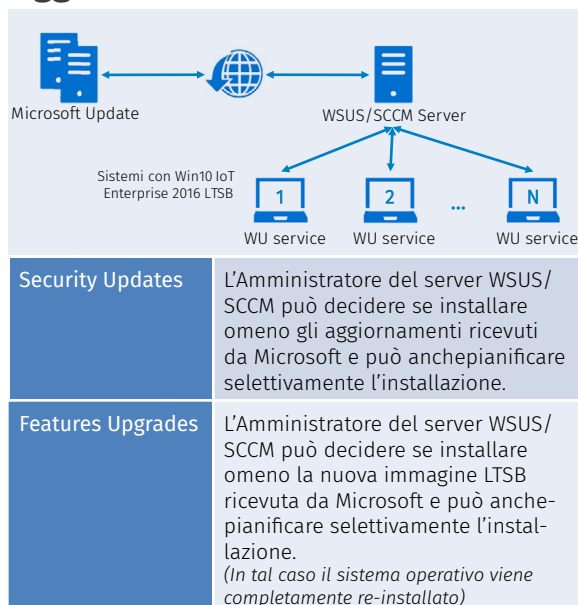 Microsoft Update
WSUS/SCCM Server
Sistemi con Win10 IoT
Enterprise 2016 LTSB
1
2
...
N
WU service
WU service
WU service
Security Updates
L'Amministratore del server WSUS/
SCCM può decidere se installare
omeno gli aggiornamenti ricevuti
da Microsoft e può anchepianificare
selettivamente l'installazione.
Features Upgrades
L'Amministratore del server WSUS/
SCCM può decidere se installare
omeno la nuova immagine LTSB
ricevuta da Microsoft e può anche-
pianificare selettivamente l'instal-
lazione.
(In tal caso il sistema operativo viene
completamente re-installato)